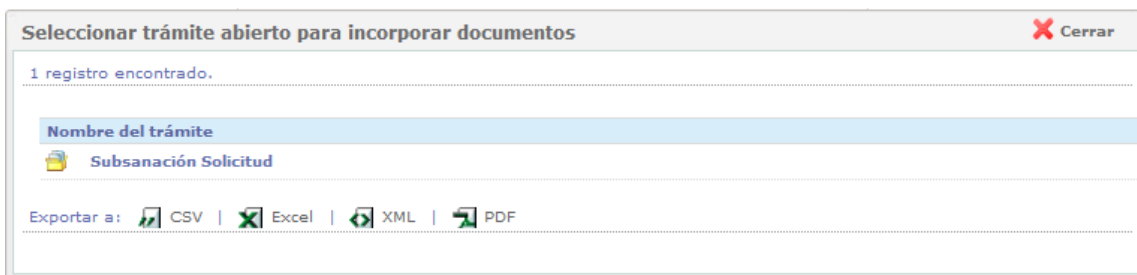 Seleccionar trámite abierto para incorporar documentos Cerrar
1 registro encontrado.
Nombre del trámite
Subsanación Solicitud
Exportar a: CSV | Excel | XML | PDF